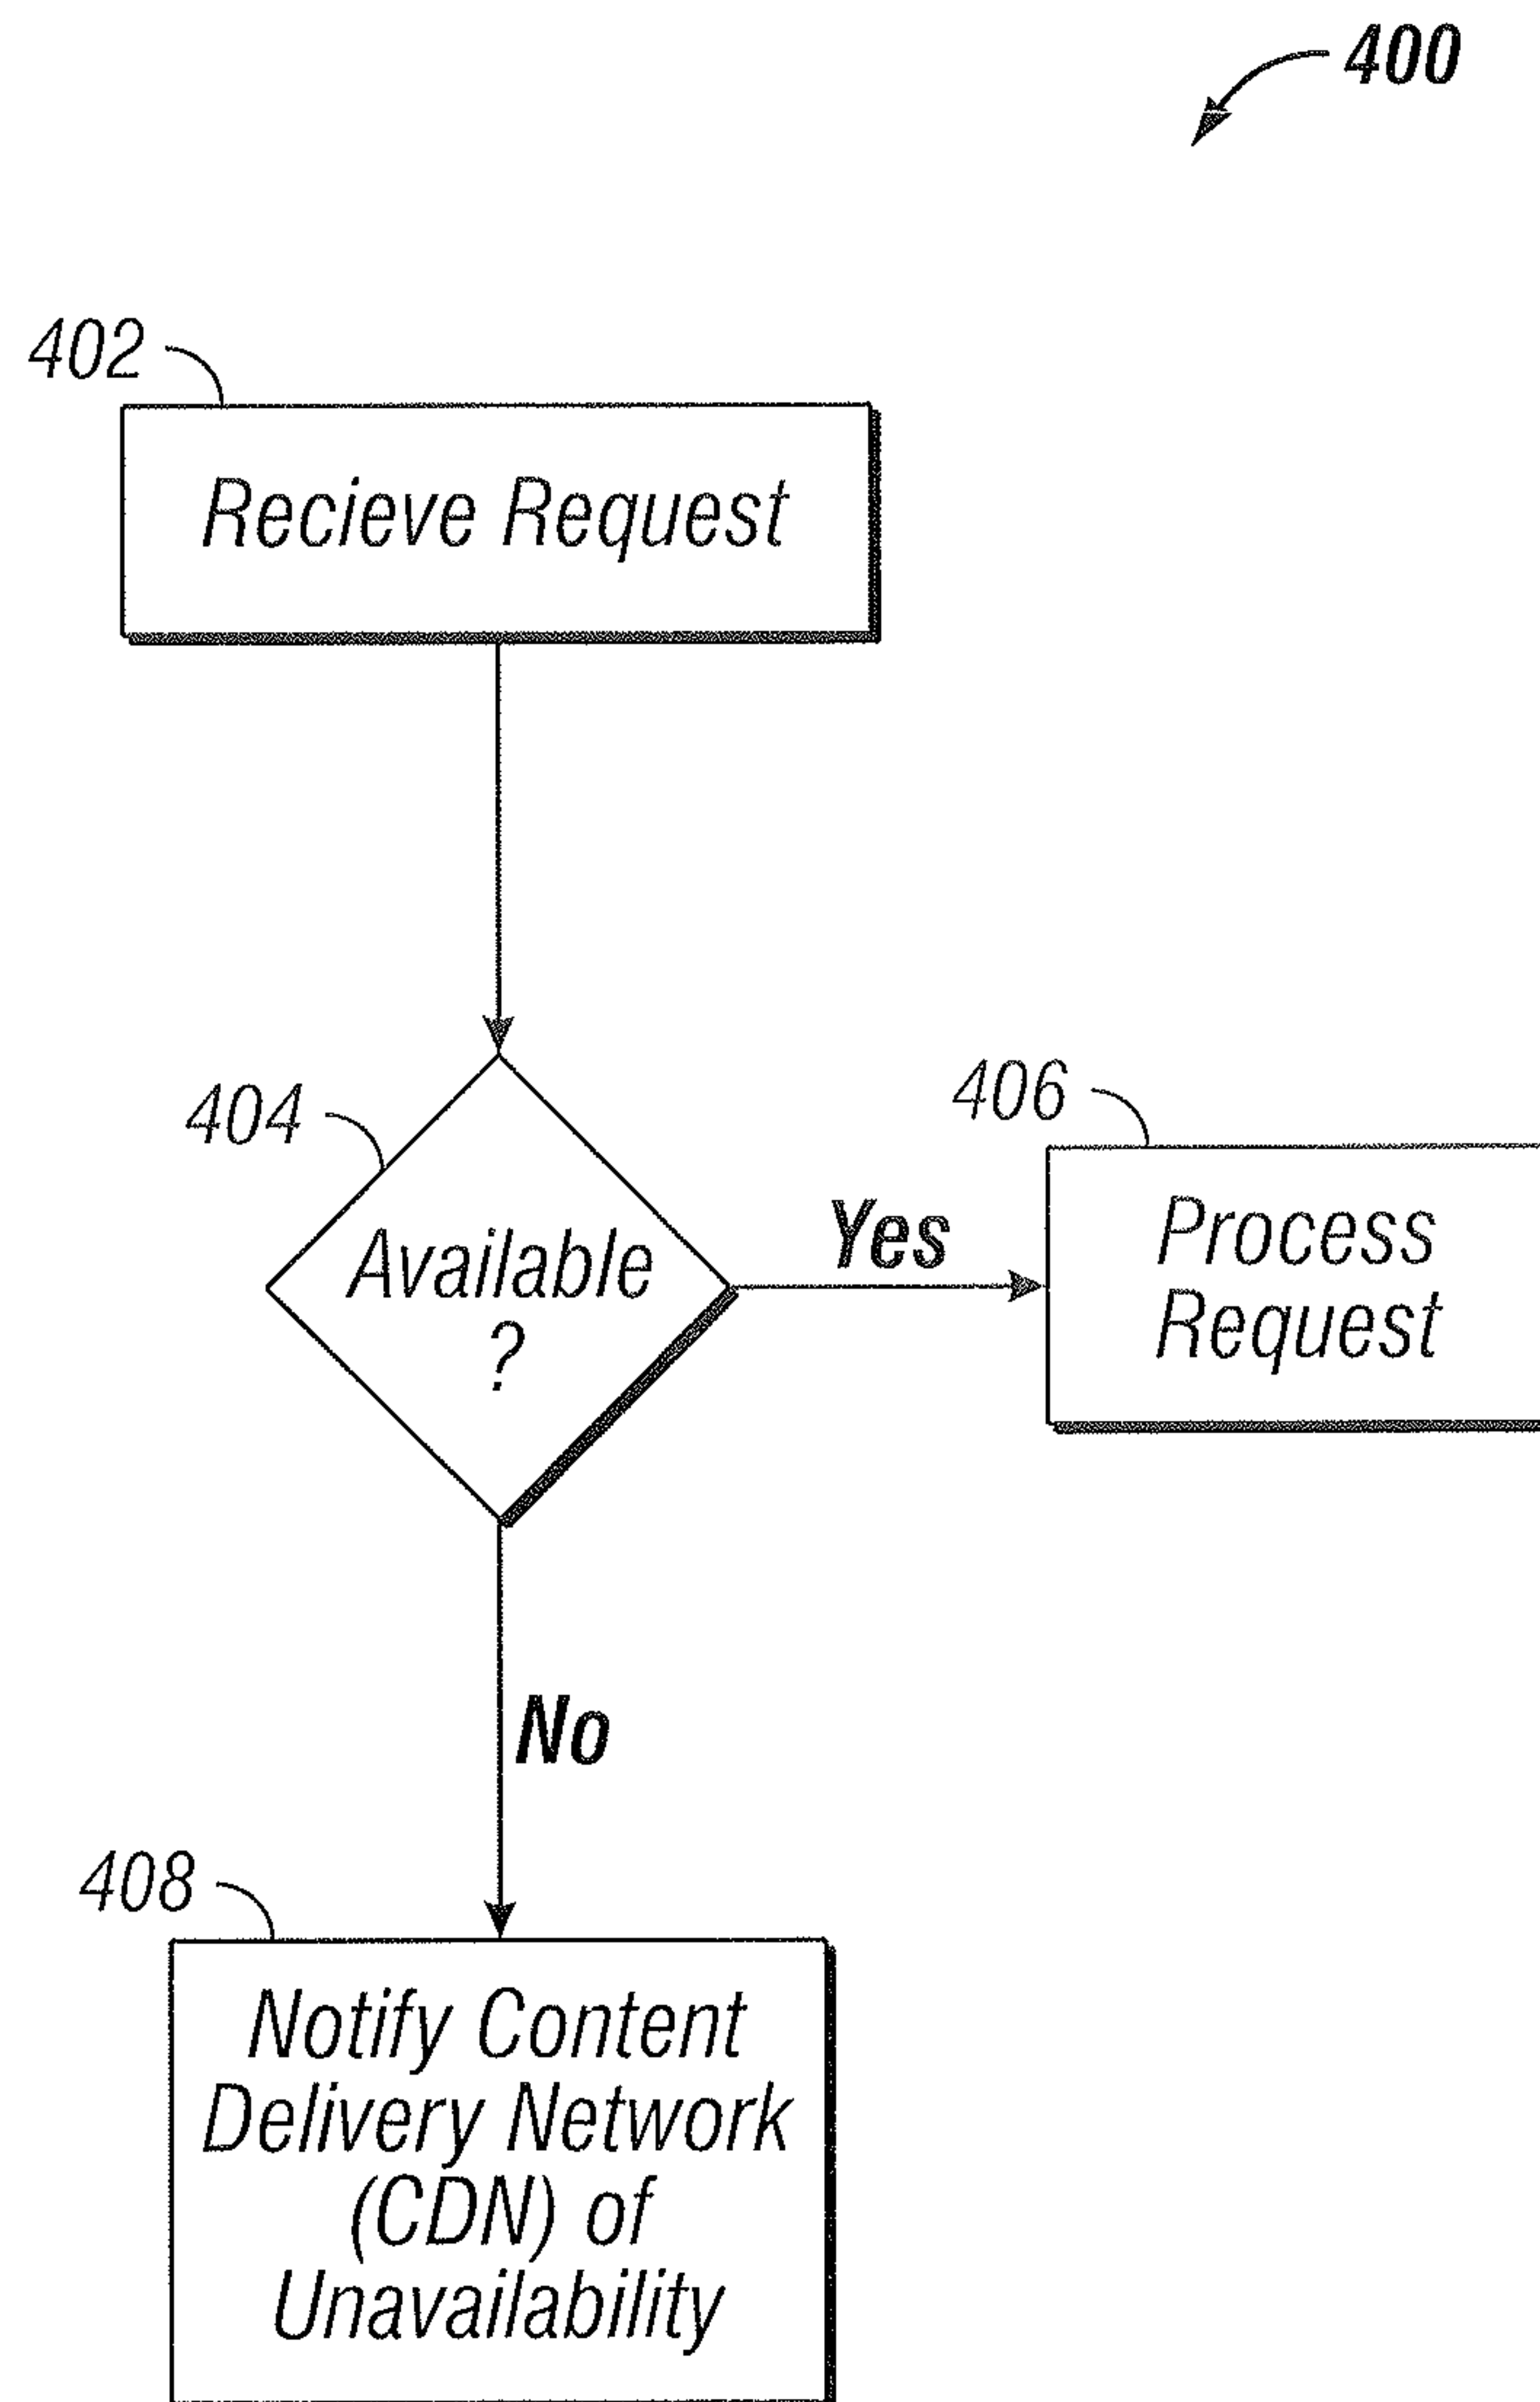 400
402
Recieve Request
404
Available
?
Yes
406
Process
Request
No
408
Notify Content
Delivery Network
(CDN) of
Unavailability